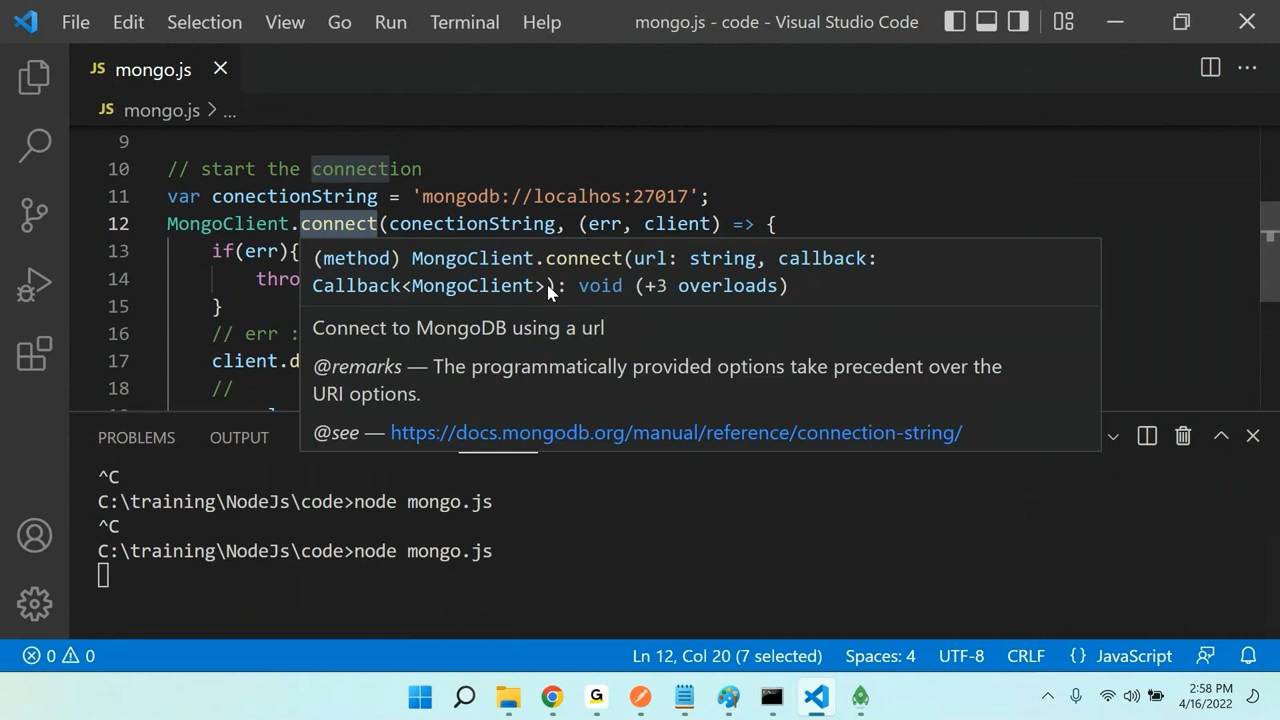 File Edit Selection View Go Run Terminal Help mongo.js - code - Visual Studio Code
JS mongo.js
JS mongo.js > ...
9
10 // start the connection
11 var conectionString = 'mongodb://localhos:27017';
12 MongoClient.connect(conectionString, (err, client) => {
13 if(err){
(method) MongoClient.connect(url: string, callback:
14 thro
Callback<MongoClient>): void (+3 overloads)
15 }
16 // err :
Connect to MongoDB using a url
17 client.d
@remarks — The programmatically provided options take precedent over the
18 //
URI options.
@see — https://docs.mongodb.org/manual/reference/connection-string/
PROBLEMS OUTPUT
^C
C:\training\NodeJs\code>node mongo.js
^C
C:\training\NodeJs\code>node mongo.js
0 0 Ln 12, Col 20 (7 selected) Spaces: 4 UTF-8 CRLF {} JavaScript
2:58 PM
4/16/2022